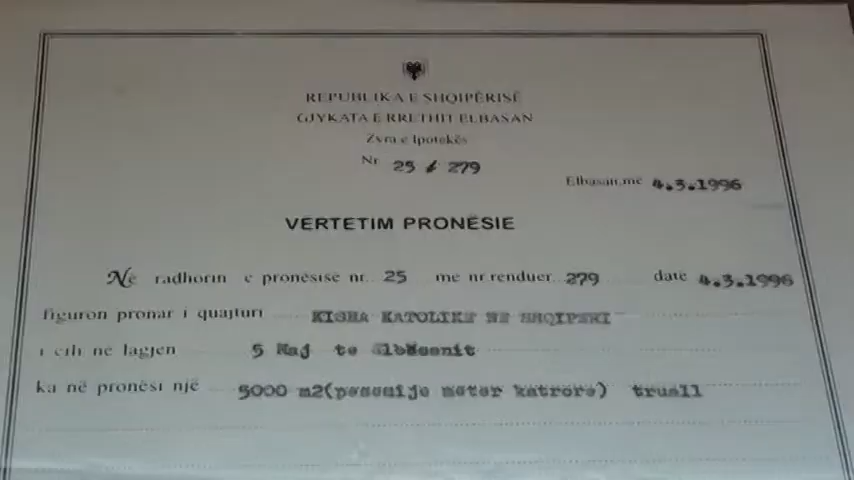 REPUBLIKA E SHQIPËRISË
GJYKATA E RRETHIT ELBASAN
Zyra e Ipotekës
Nr 25 / 279
Elbasan, më 4.3.1996
VERTETIM PRONËSIE
Në radhorin e pronësisë nr. 25 me nr. renduer 279 datë 4.3.1996
figuron pronar i quajturi KISHA KATOLIKE NE SHQIPERI
i cili në lagjen 5 Maj te Elbasanit
ka në pronësi një 5000 m2(pesemije meter katrore) truall